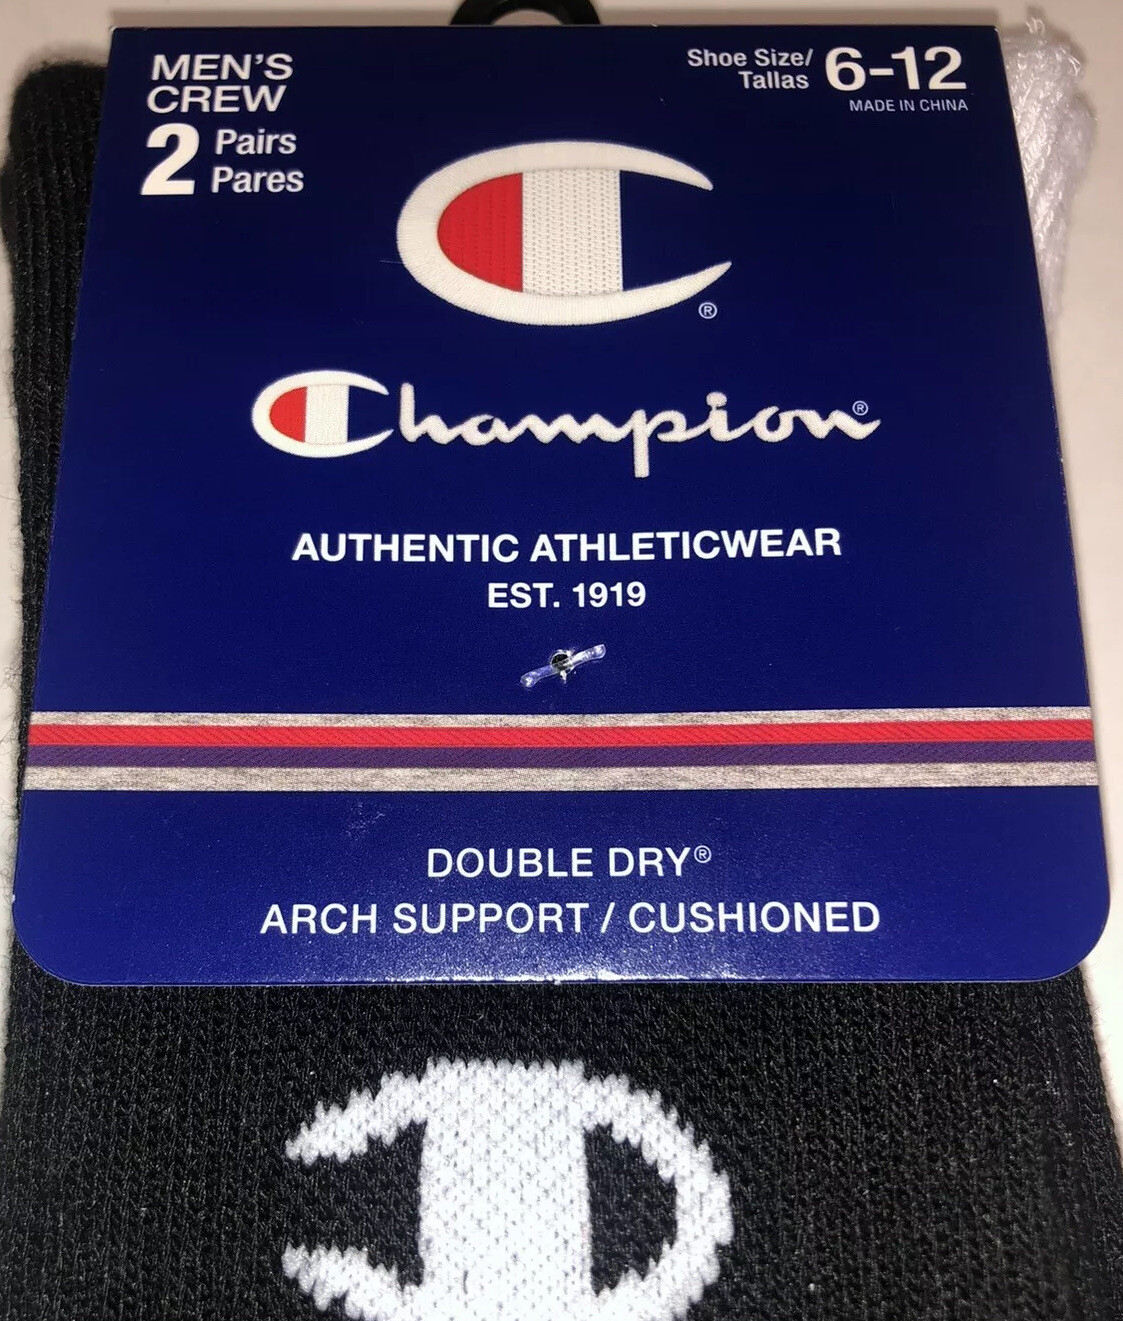 MEN'S
CREW
2 Pairs
Pares
Shoe Size/
Tallas 6-12
MADE IN CHINA
®
Champion®
AUTHENTIC ATHLETICWEAR
EST. 1919
DOUBLE DRY®
ARCH SUPPORT / CUSHIONED